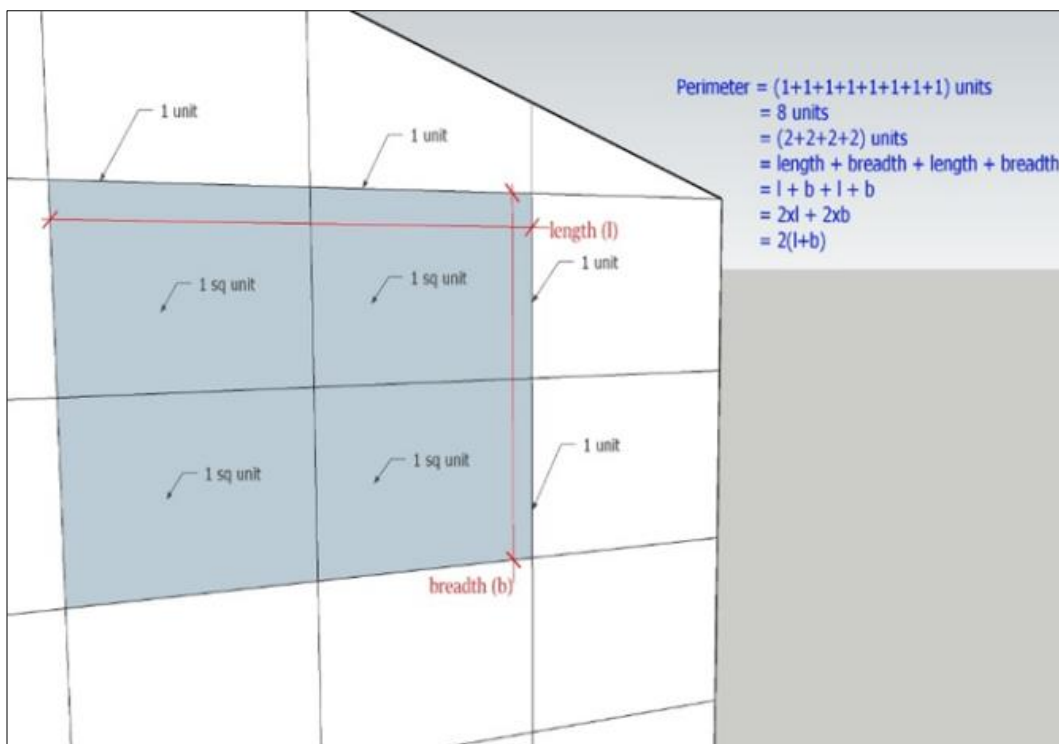 Perimeter = (1+1+1+1+1+1+1+1) units
= 8 units
= (2+2+2+2) units
= length + breadth + length + breadth
= l + b + l + b
= 2xl + 2xb
= 2(l+b)
1 unit
1 unit
length (l)
1 unit
1 sq unit
1 sq unit
1 unit
1 sq unit
1 sq unit
breadth (b)